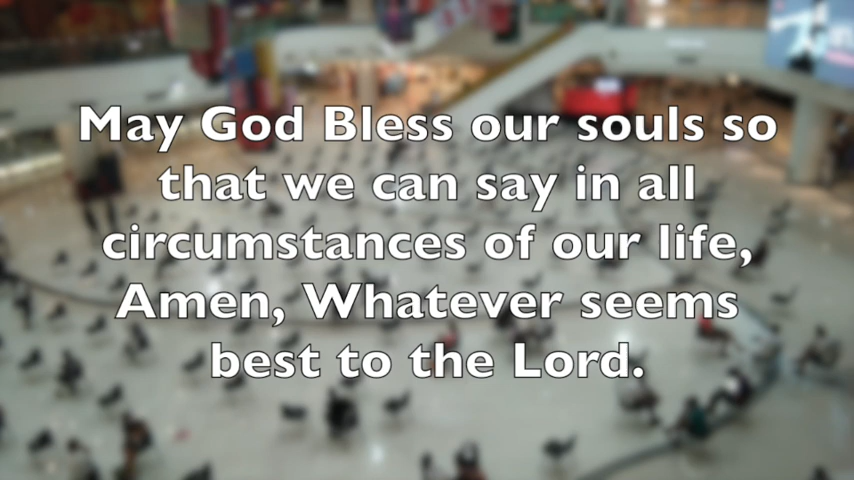 May God Bless our souls so
that we can say in all
circumstances of our life,
Amen, Whatever seems
best to the Lord.